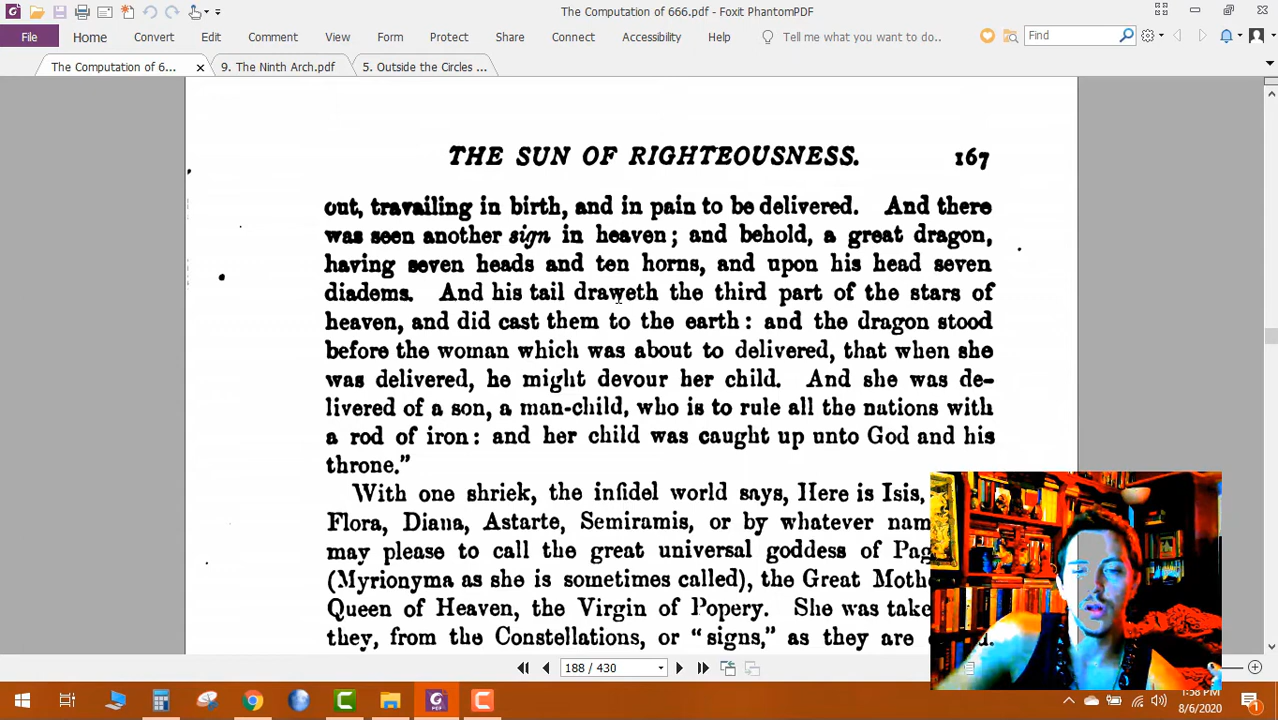 The Computation of 666.pdf - Foxit PhantomPDF
File Home Convert Edit Comment View Form Protect Share Connect Accessibility Help Tell me what you want to do.. Find
The Computation of 6... 9. The Ninth Arch.pdf 5. Outside the Circles ...
THE SUN OF RIGHTEOUSNESS. 167
out, travailing in birth, and in pain to be delivered. And there
was seen another sign in heaven; and behold, a great dragon,
having seven heads and ten horns, and upon his head seven
diadems. And his tail draweth the third part of the stars of
heaven, and did cast them to the earth: and the dragon stood
before the woman which was about to delivered, that when she
was delivered, he might devour her child. And she was de-
livered of a son, a man-child, who is to rule all the nations with
a rod of iron: and her child was caught up unto God and his
throne."
With one shriek, the infidel world says, Here is Isis,
Flora, Diana, Astarte, Semiramis, or by whatever nam
may please to call the great universal goddess of Pag
(Myrionyma as she is sometimes called), the Great Moth
Queen of Heaven, the Virgin of Popery. She was take
they, from the Constellations, or "signs," as they are
188 / 430
1:58 PM
8/6/2020